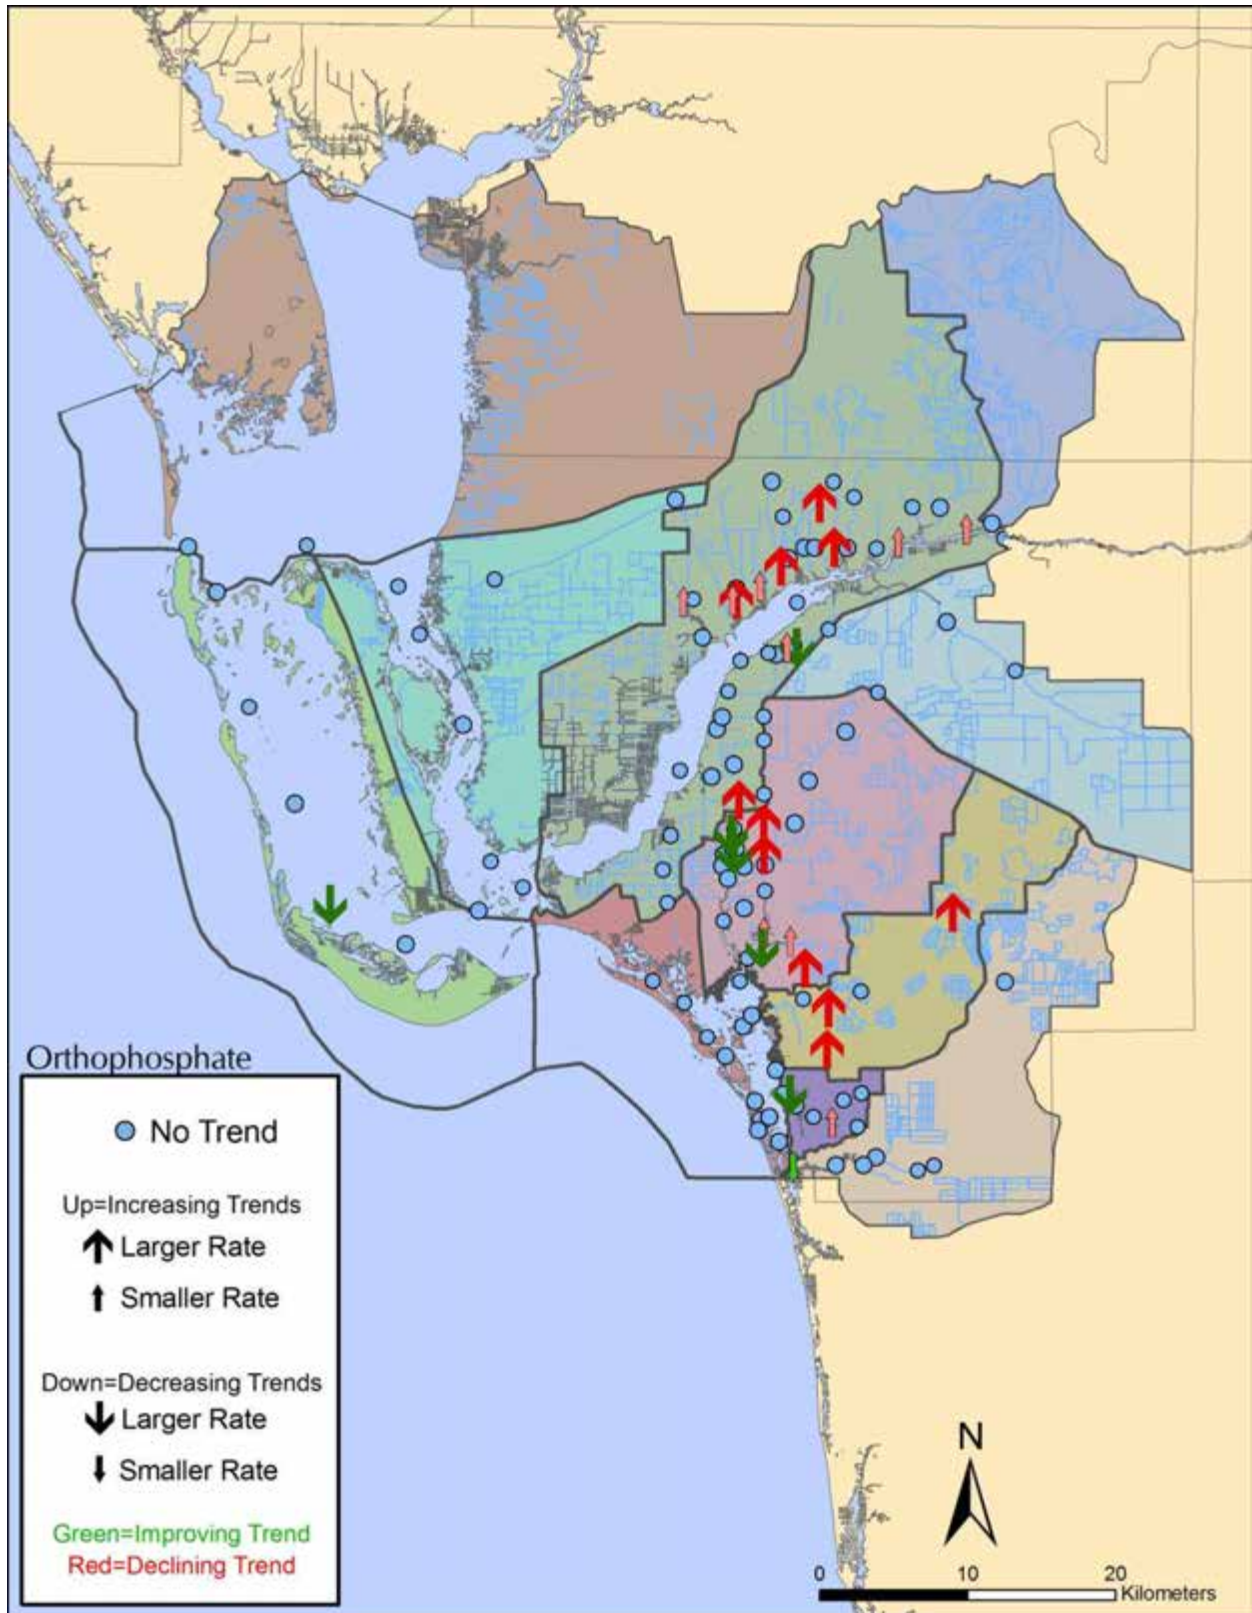 Orthophosphate
No Trend
Up=Increasing Trends
Larger Rate
Smaller Rate
Down=Decreasing Trends
Larger Rate
Smaller Rate
Green=Improving Trend
Red=Declining Trend
N
0 10 20
Kilometers